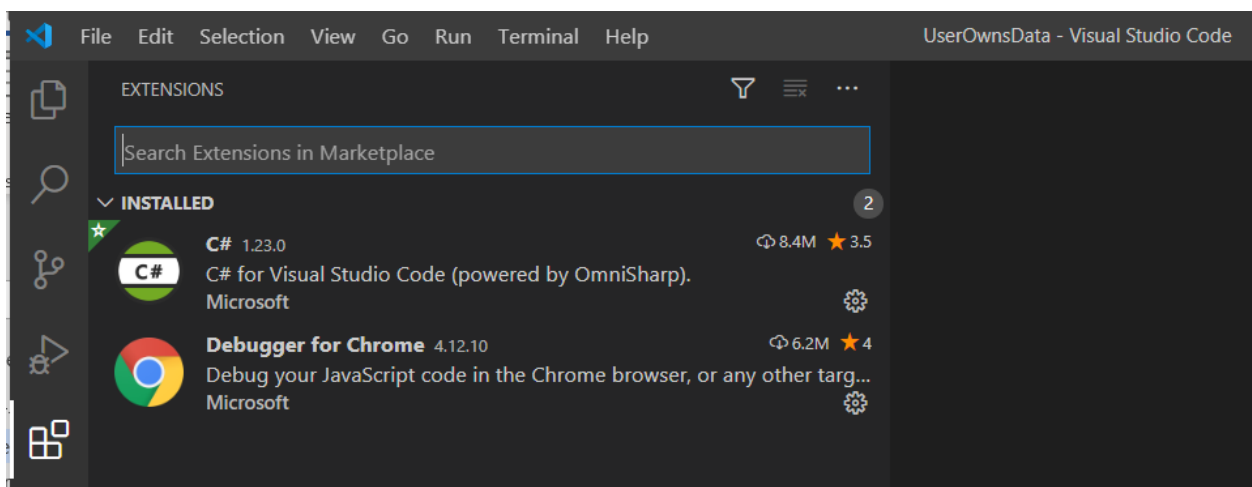 File Edit Selection View Go Run Terminal Help UserOwnsData - Visual Studio Code
EXTENSIONS
Search Extensions in Marketplace
INSTALLED 2
C# 1.23.0 8.4M 3.5
C#
C# for Visual Studio Code (powered by OmniSharp).
Microsoft
Debugger for Chrome 4.12.10 6.2M 4
Debug your JavaScript code in the Chrome browser, or any other targ...
Microsoft